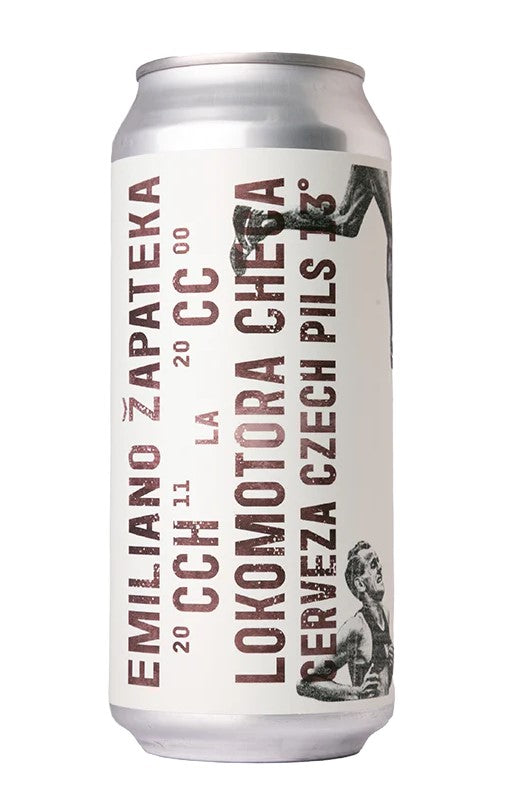 EMILIANO ŽAPATEKA
20 CCH 11 LA 20 CC 00
LOKOMOTORA CHECA
CERVEZA CZECH PILS 13°